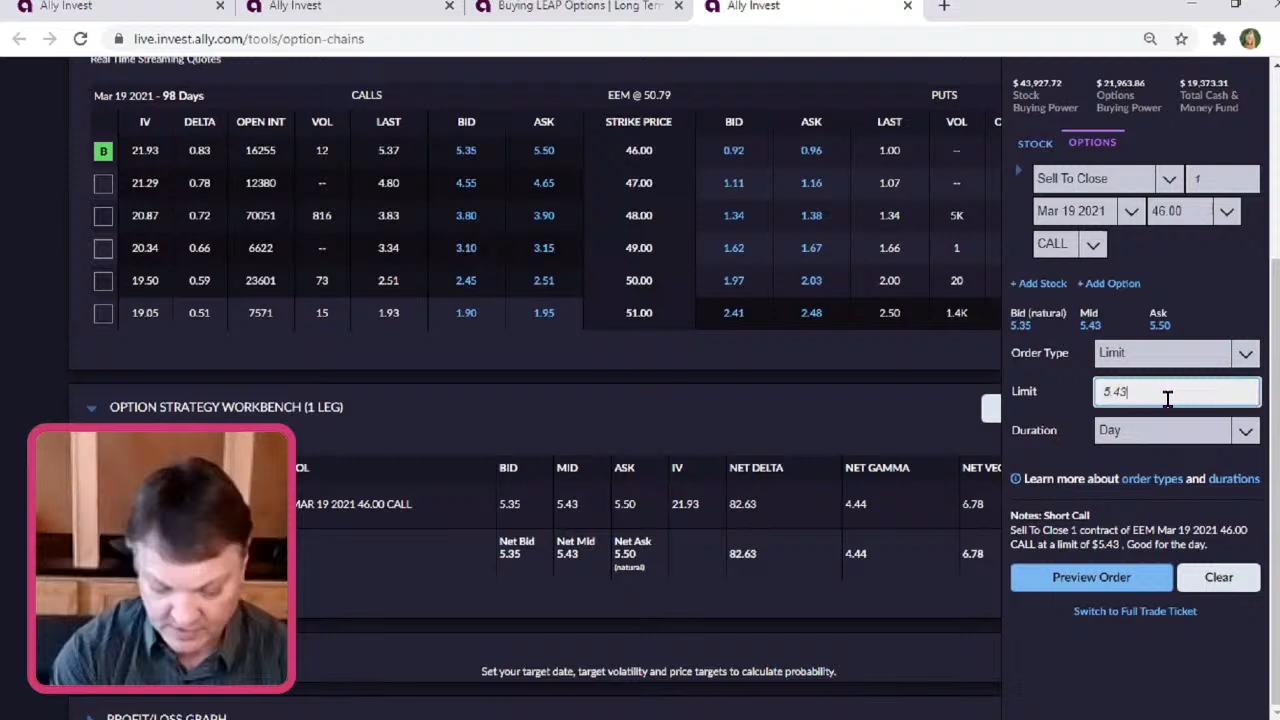 Ally Invest
Ally Invest
Buying LEAP Options | Long Ter
Ally Invest
live.invest.ally.com/tools/option-chains
Real Time Streaming Quotes
Mar 19 2021 - 98 Days CALLS EEM @ 50.79 PUTS
IV DELTA OPEN INT VOL LAST BID ASK STRIKE PRICE BID ASK LAST VOL
B 21.93 0.83 16255 12 5.37 5.35 5.50 46.00 0.92 0.96 1.00 --
21.29 0.78 12380 -- 4.80 4.55 4.65 47.00 1.11 1.16 1.07 --
20.87 0.72 70051 816 3.83 3.80 3.90 48.00 1.34 1.38 1.34 5K
20.34 0.66 6622 -- 3.34 3.10 3.15 49.00 1.62 1.67 1.66 1
19.50 0.59 23601 73 2.51 2.45 2.51 50.00 1.97 2.03 2.00 20
19.05 0.51 7571 15 1.93 1.90 1.95 51.00 2.41 2.48 2.50 1.4K
OPTION STRATEGY WORKBENCH (1 LEG)
OL BID MID ASK IV NET DELTA NET GAMMA NET VEG
MAR 19 2021 46.00 CALL 5.35 5.43 5.50 21.93 82.63 4.44 6.78
Net Bid Net Mid Net Ask
5.35 5.43 5.50 82.63 4.44 6.78
(natural)
Set your target date, target volatility and price targets to calculate probability.
PROFIT/LOSS GRAPH
$ 43,927.72 $ 21,963.86 $ 19,373.31
Stock Options Total Cash &
Buying Power Buying Power Money Fund
STOCK OPTIONS
Sell To Close 1
Mar 19 2021 46.00
CALL
+ Add Stock + Add Option
Bid (natural) Mid Ask
5.35 5.43 5.50
Order Type Limit
Limit 5.43
Duration Day
Learn more about order types and durations
Notes: Short Call
Sell To Close 1 contract of EEM Mar 19 2021 46.00
CALL at a limit of $5.43 , Good for the day.
Preview Order Clear
Switch to Full Trade Ticket